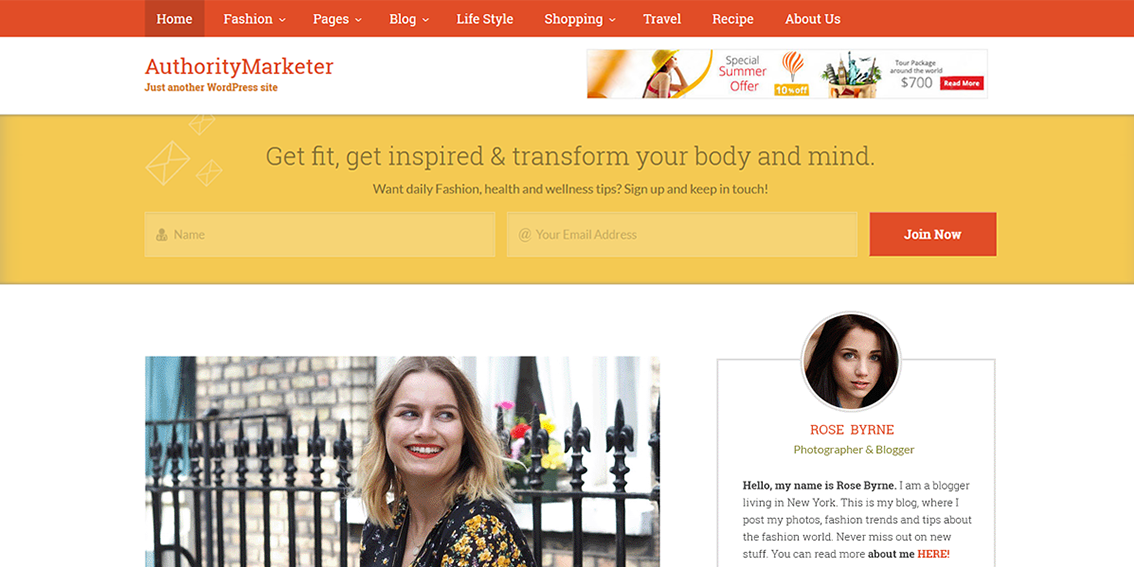 Home Fashion Pages Blog Life Style Shopping Travel Recipe About Us
AuthorityMarketer
Just another WordPress site
Special
Summer
Offer
10% off
Tour Package
around the world
$700
Read More
Get fit, get inspired & transform your body and mind.
Want daily Fashion, health and wellness tips? Sign up and keep in touch!
Name
@ Your Email Address
Join Now
ROSE BYRNE
Photographer & Blogger
Hello, my name is Rose Byrne. I am a blogger
living in New York. This is my blog, where I
post my photos, fashion trends and tips about
the fashion world. Never miss out on new
stuff. You can read more about me HERE!